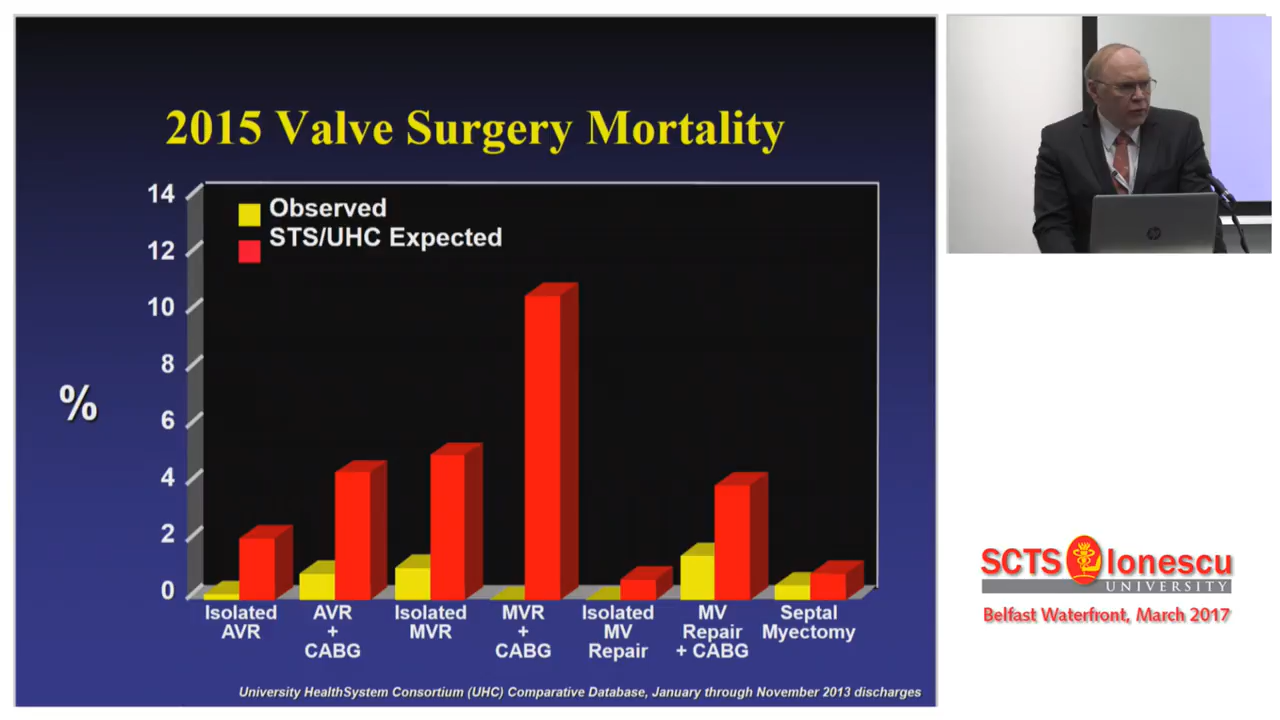 2015 Valve Surgery Mortality
14
12
10
8
6
4
2
0
%
Observed
STS/UHC Expected
Isolated
AVR
AVR
+
CABG
Isolated
MVR
MVR
+
CABG
Isolated
MV
Repair
MV
Repair
+ CABG
Septal
Myectomy
University HealthSystem Consortium (UHC) Comparative Database, January through November 2013 discharges
hp
SCTS Ionescu
UNIVERSITY
Belfast Waterfront, March 2017